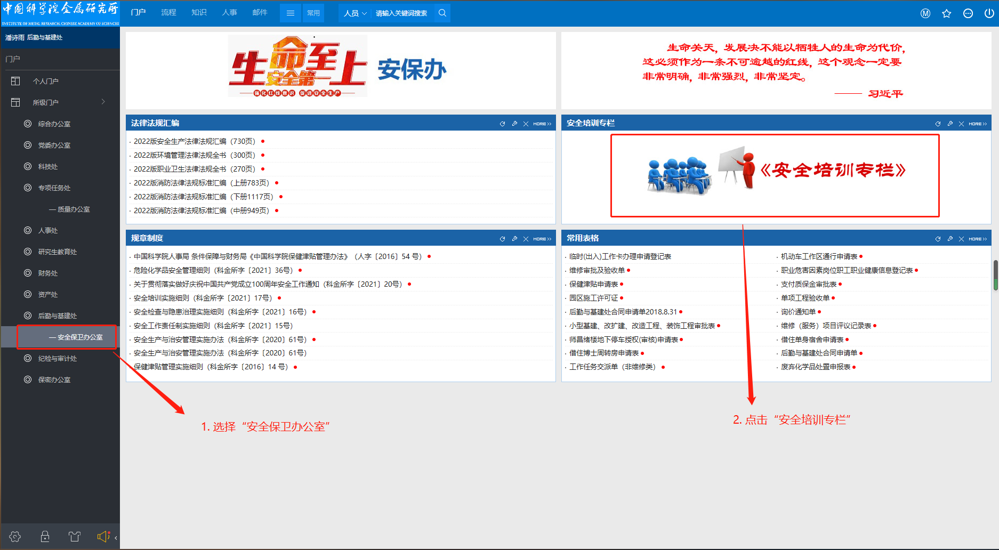 中国科学院金属研究所
INSTITUTE OF METAL RESEARCH, CHINESE ACADEMY OF SCIENCES
门户 流程 知识 人事 邮件 常用 人员 请输入关键词搜索
潘诗雨 后勤与基建处
门户
个人门户
所级门户
综合办公室
党委办公室
科技处
专项任务处
— 质量办公室
人事处
研究生教育处
财务处
资产处
后勤与基建处
— 安全保卫办公室
纪检与审计处
保密办公室
生命至上
安全第一
强化红线意识 促进安全生产
安保办
生命关天，发展决不能以牺牲人的生命为代价，
这必须作为一条不可逾越的红线，这个观念一定要
非常明确，非常强烈，非常坚定。
—— 习近平
法律法规汇编 MORE >>
· 2022版安全生产法律法规汇编（730页）
· 2022版环境管理法律法规全书（300页）
· 2022版职业卫生法律法规全书（270页）
· 2022版消防法律法规标准汇编（上册783页）
· 2022版消防法律法规标准汇编（下册1117页）
· 2022版消防法律法规标准汇编（中册949页）
安全培训专栏 MORE >>
《安全培训专栏》
规章制度 MORE >>
· 中国科学院人事局 条件保障与财务局《中国科学院保健津贴管理办法》（人字〔2016〕54 号）
· 危险化学品安全管理细则（科金所字〔2021〕36号）
· 关于贯彻落实做好庆祝中国共产党成立100周年安全工作通知（科金所字〔2021〕20号）
· 安全培训实施细则（科金所字〔2021〕17号）
· 安全检查与隐患治理实施细则（科金所字〔2021〕16号）
· 安全工作责任制实施细则（科金所字〔2021〕15号）
· 安全生产与治安管理实施办法（科金所字〔2020〕61号）
· 安全生产与治安管理实施办法（科金所字〔2020〕61号）
· 保健津贴管理实施细则（科金所字〔2016〕14 号）
常用表格 MORE >>
· 临时(出入)工作卡办理申请登记表
· 维修审批及验收单
· 保健津贴申请表
· 园区施工许可证
· 后勤与基建处合同申请单2018.8.31
· 小型基建、改扩建、改造工程、装饰工程审批表
· 师昌绪楼地下停车授权(审核)申请表
· 借住博士周转房申请表
· 工作任务交派单（非维修类）
· 机动车工作区通行申请表
· 职业危害因素岗位职工职业健康信息登记表
· 支付质保金审批表
· 单项工程验收单
· 询价通知单
· 维修（服务）项目评议记录表
· 借住单身宿舍申请表
· 后勤与基建处合同申请单
· 废弃化学品处置申报表
1. 选择“安全保卫办公室”
2. 点击“安全培训专栏”